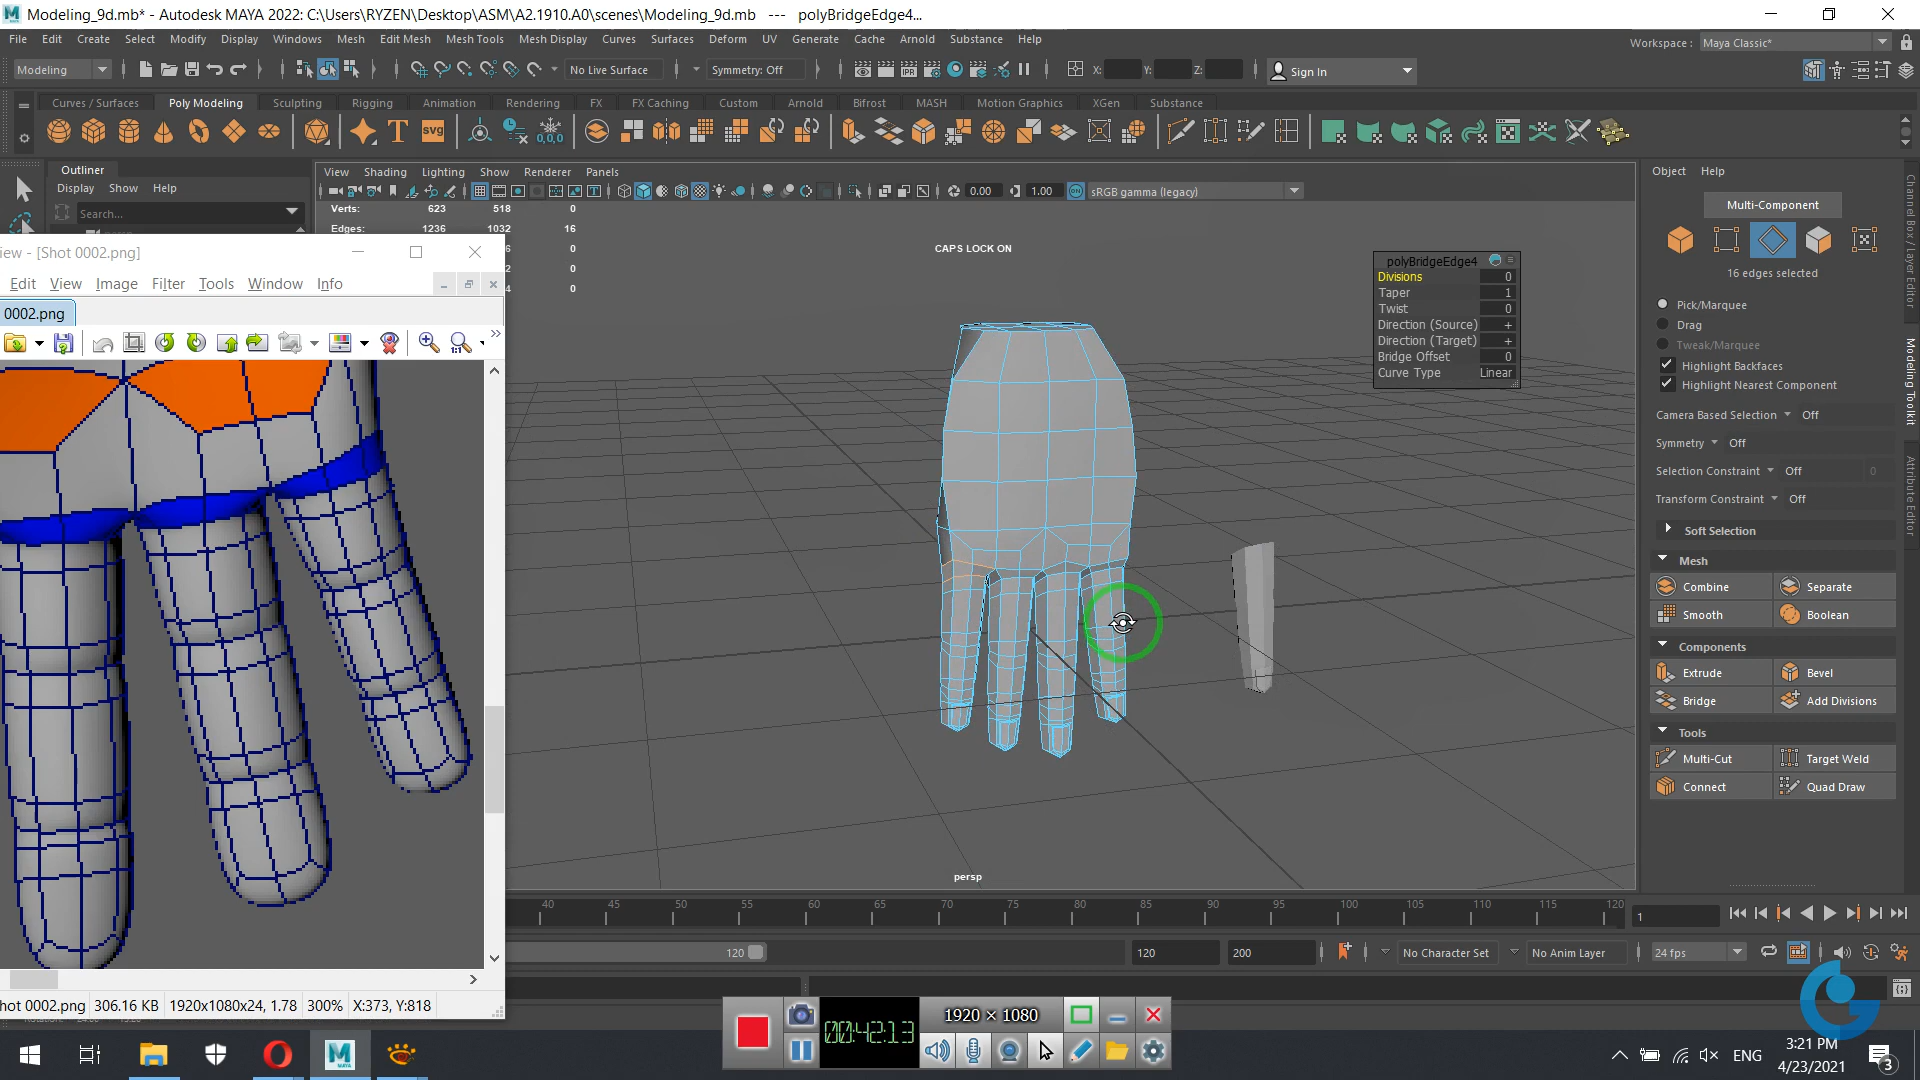 Modeling_9d.mb* - Autodesk MAYA 2022: C:\Users\RYZEN\Desktop\ASM\A2.1910.A0\scenes\Modeling_9d.mb --- polyBridgeEdge4...
File Edit Create Select Modify Display Windows Mesh Edit Mesh Mesh Tools Mesh Display Curves Surfaces Deform UV Generate Cache Arnold Substance Help
Workspace : Maya Classic*
Modeling No Live Surface Symmetry: Off X: Y: Z: Sign In
Curves / Surfaces Poly Modeling Sculpting Rigging Animation Rendering FX FX Caching Custom Arnold Bifrost MASH Motion Graphics XGen Substance
Outliner
Display Show Help
Search...
View Shading Lighting Show Renderer Panels
0.00 1.00 sRGB gamma (legacy)
Verts: 623 518 0
Edges: 1236 1032 16
6 0
2 0
4 0
CAPS LOCK ON
iew - [Shot 0002.png]
Edit View Image Filter Tools Window Info
0002.png
polyBridgeEdge4
Divisions 0
Taper 1
Twist 0
Direction (Source) +
Direction (Target) +
Bridge Offset 0
Curve Type Linear
persp
Object Help
Multi-Component
16 edges selected
Pick/Marquee
Drag
Tweak/Marquee
Highlight Backfaces
Highlight Nearest Component
Camera Based Selection Off
Symmetry Off
Selection Constraint Off 0
Transform Constraint Off
Soft Selection
Mesh
Combine Separate
Smooth Boolean
Components
Extrude Bevel
Bridge Add Divisions
Tools
Multi-Cut Target Weld
Connect Quad Draw
Channel Box / Layer Editor
Modeling Toolkit
Attribute Editor
40 45 50 55 60 65 70 75 80 85 90 95 100 105 110 115 120
1
120 120 200 No Character Set No Anim Layer 24 fps
hot 0002.png 306.16 KB 1920x1080x24, 1.78 300% X:373, Y:818
00:42:13
1920 × 1080
ENG
3:21 PM
4/23/2021
3